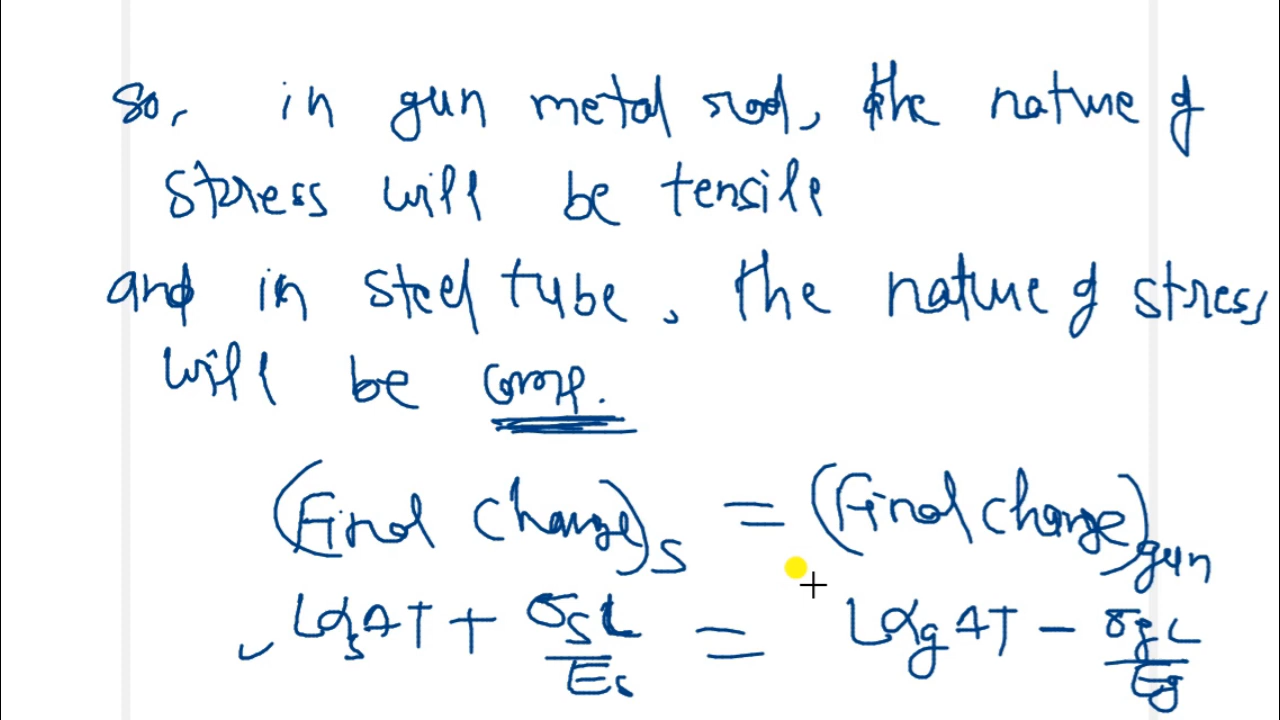 So, in gun metal rod, the nature of
stress will be tensile
and in steel tube, the nature of stress
will be comp.
(Final change)s = (Final change)gun
Lαs ΔT + σsL/Es = Lαg ΔT - σgL/Eg